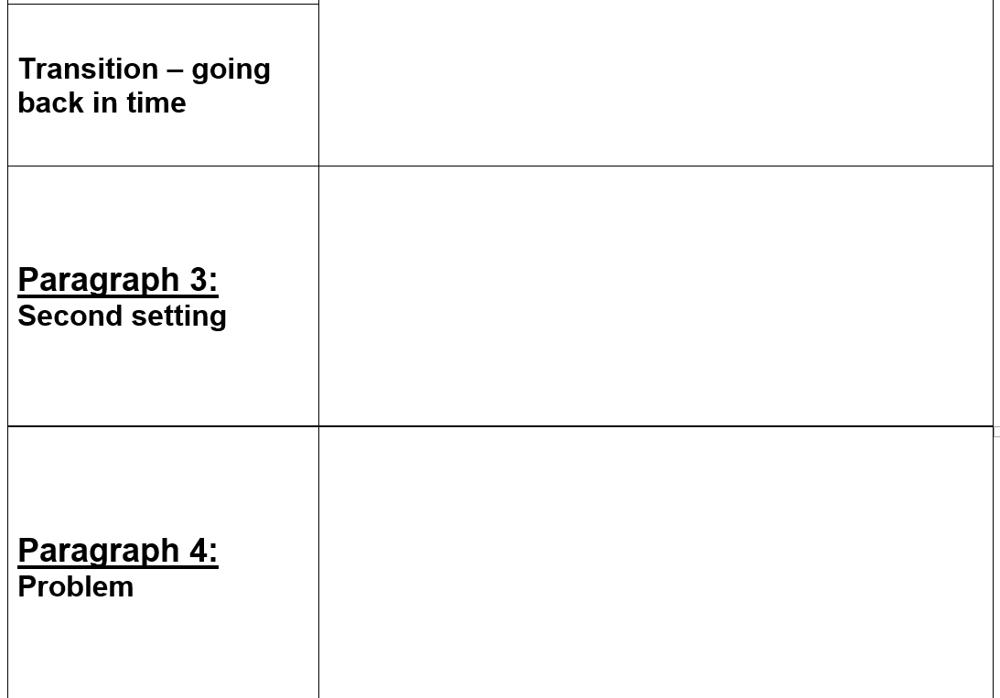 Transition – going
back in time
Paragraph 3:
Second setting
Paragraph 4:
Problem